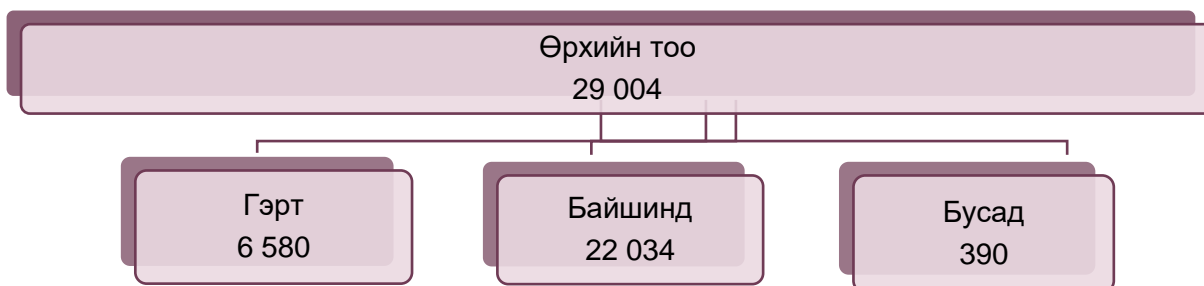 Өрхийн тоо
29 004
Гэрт
6 580
Байшинд
22 034
Бусад
390